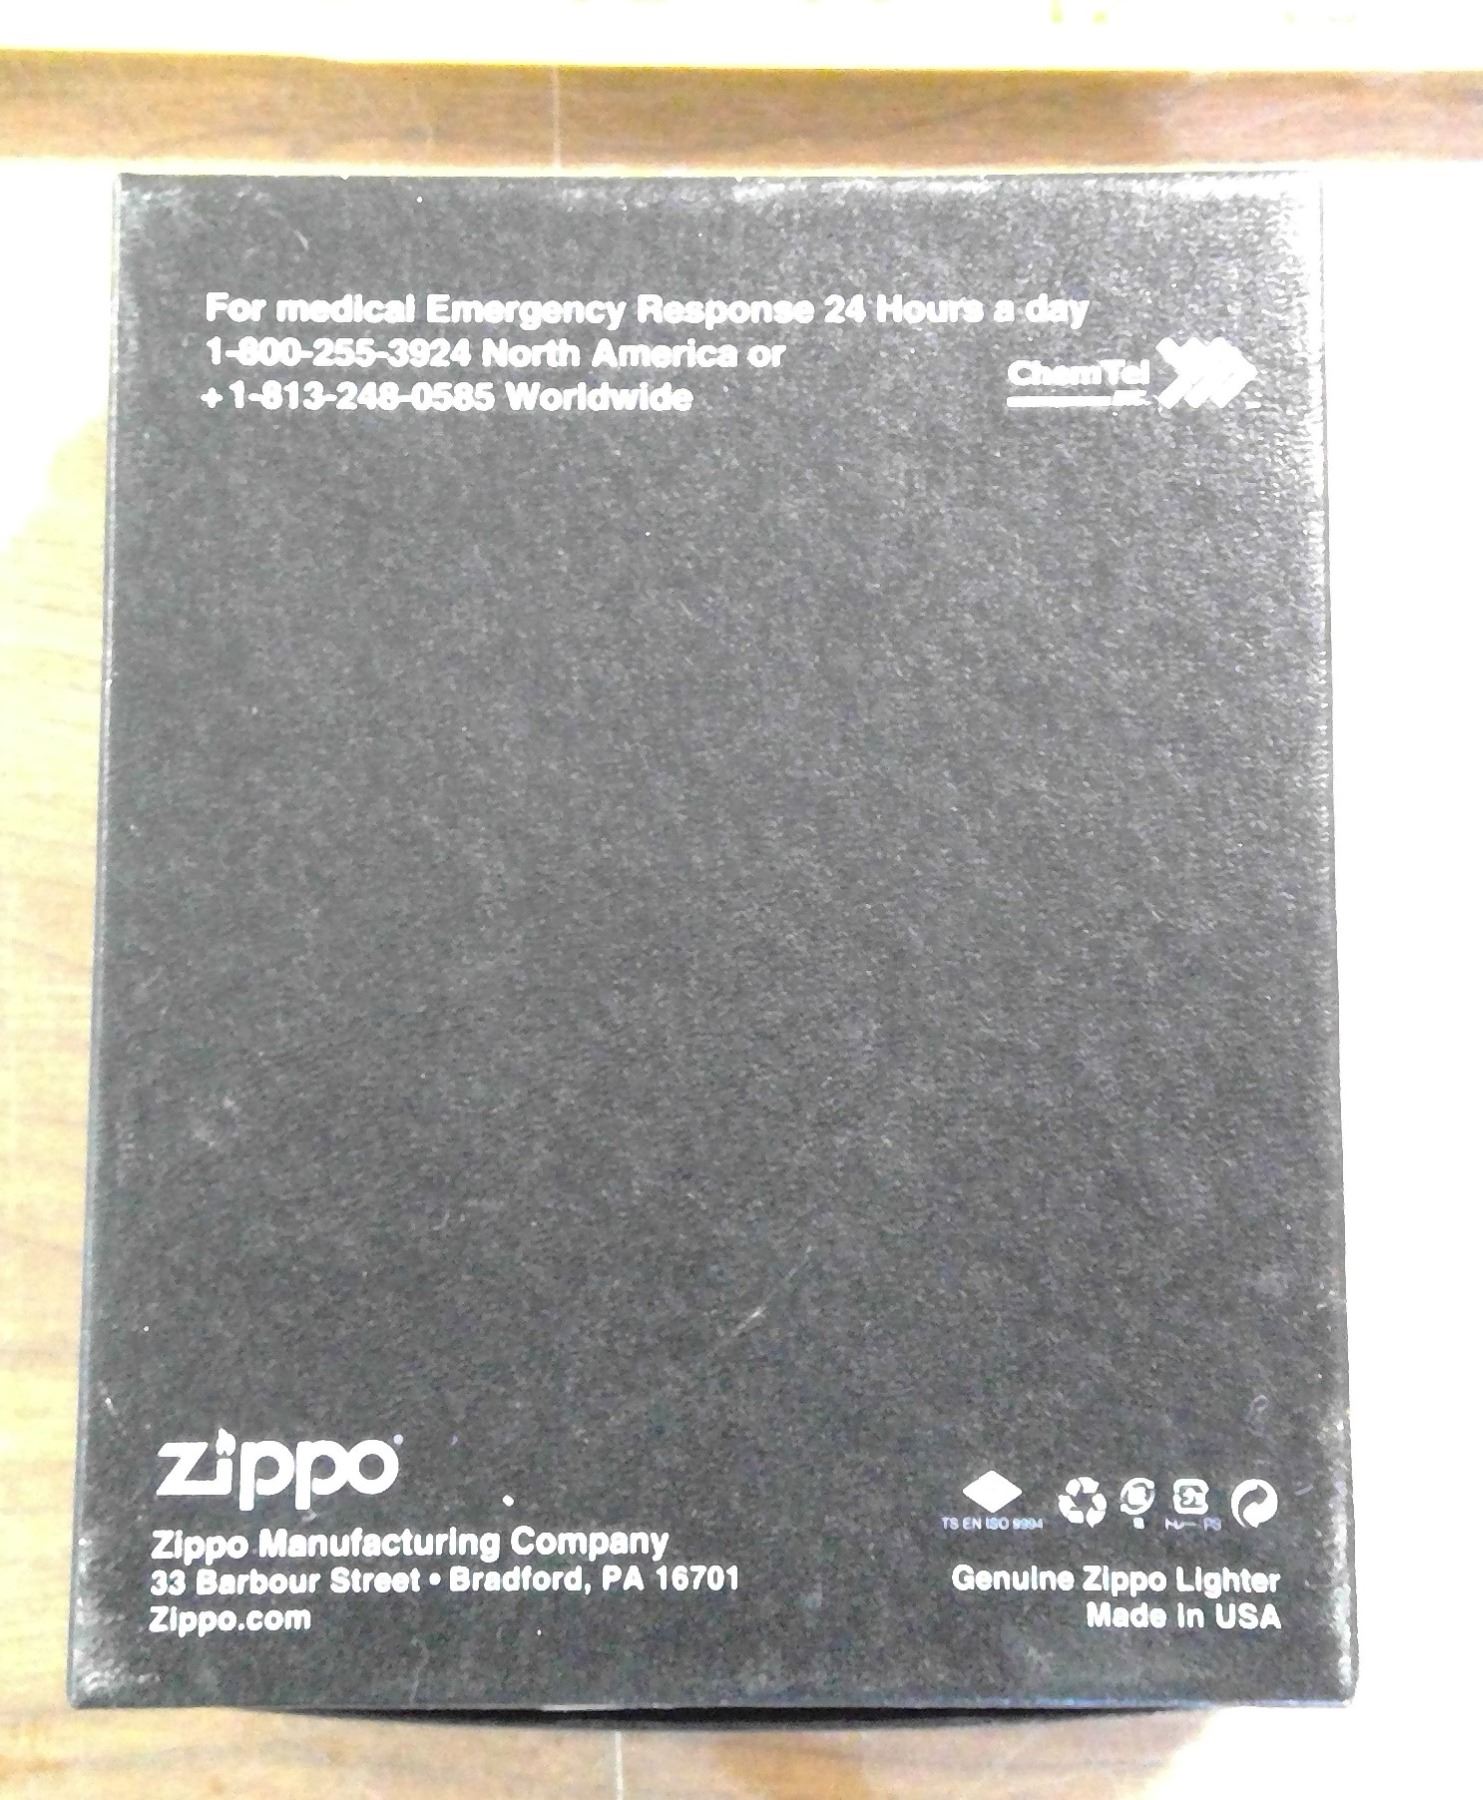 For medical Emergency Response 24 Hours a day
1-800-255-3924 North America or
+1-813-248-0585 Worldwide
ChemTel
INC.
zippo
TS EN ISO 9994
Zippo Manufacturing Company
33 Barbour Street • Bradford, PA 16701
Zippo.com
Genuine Zippo Lighter
Made in USA